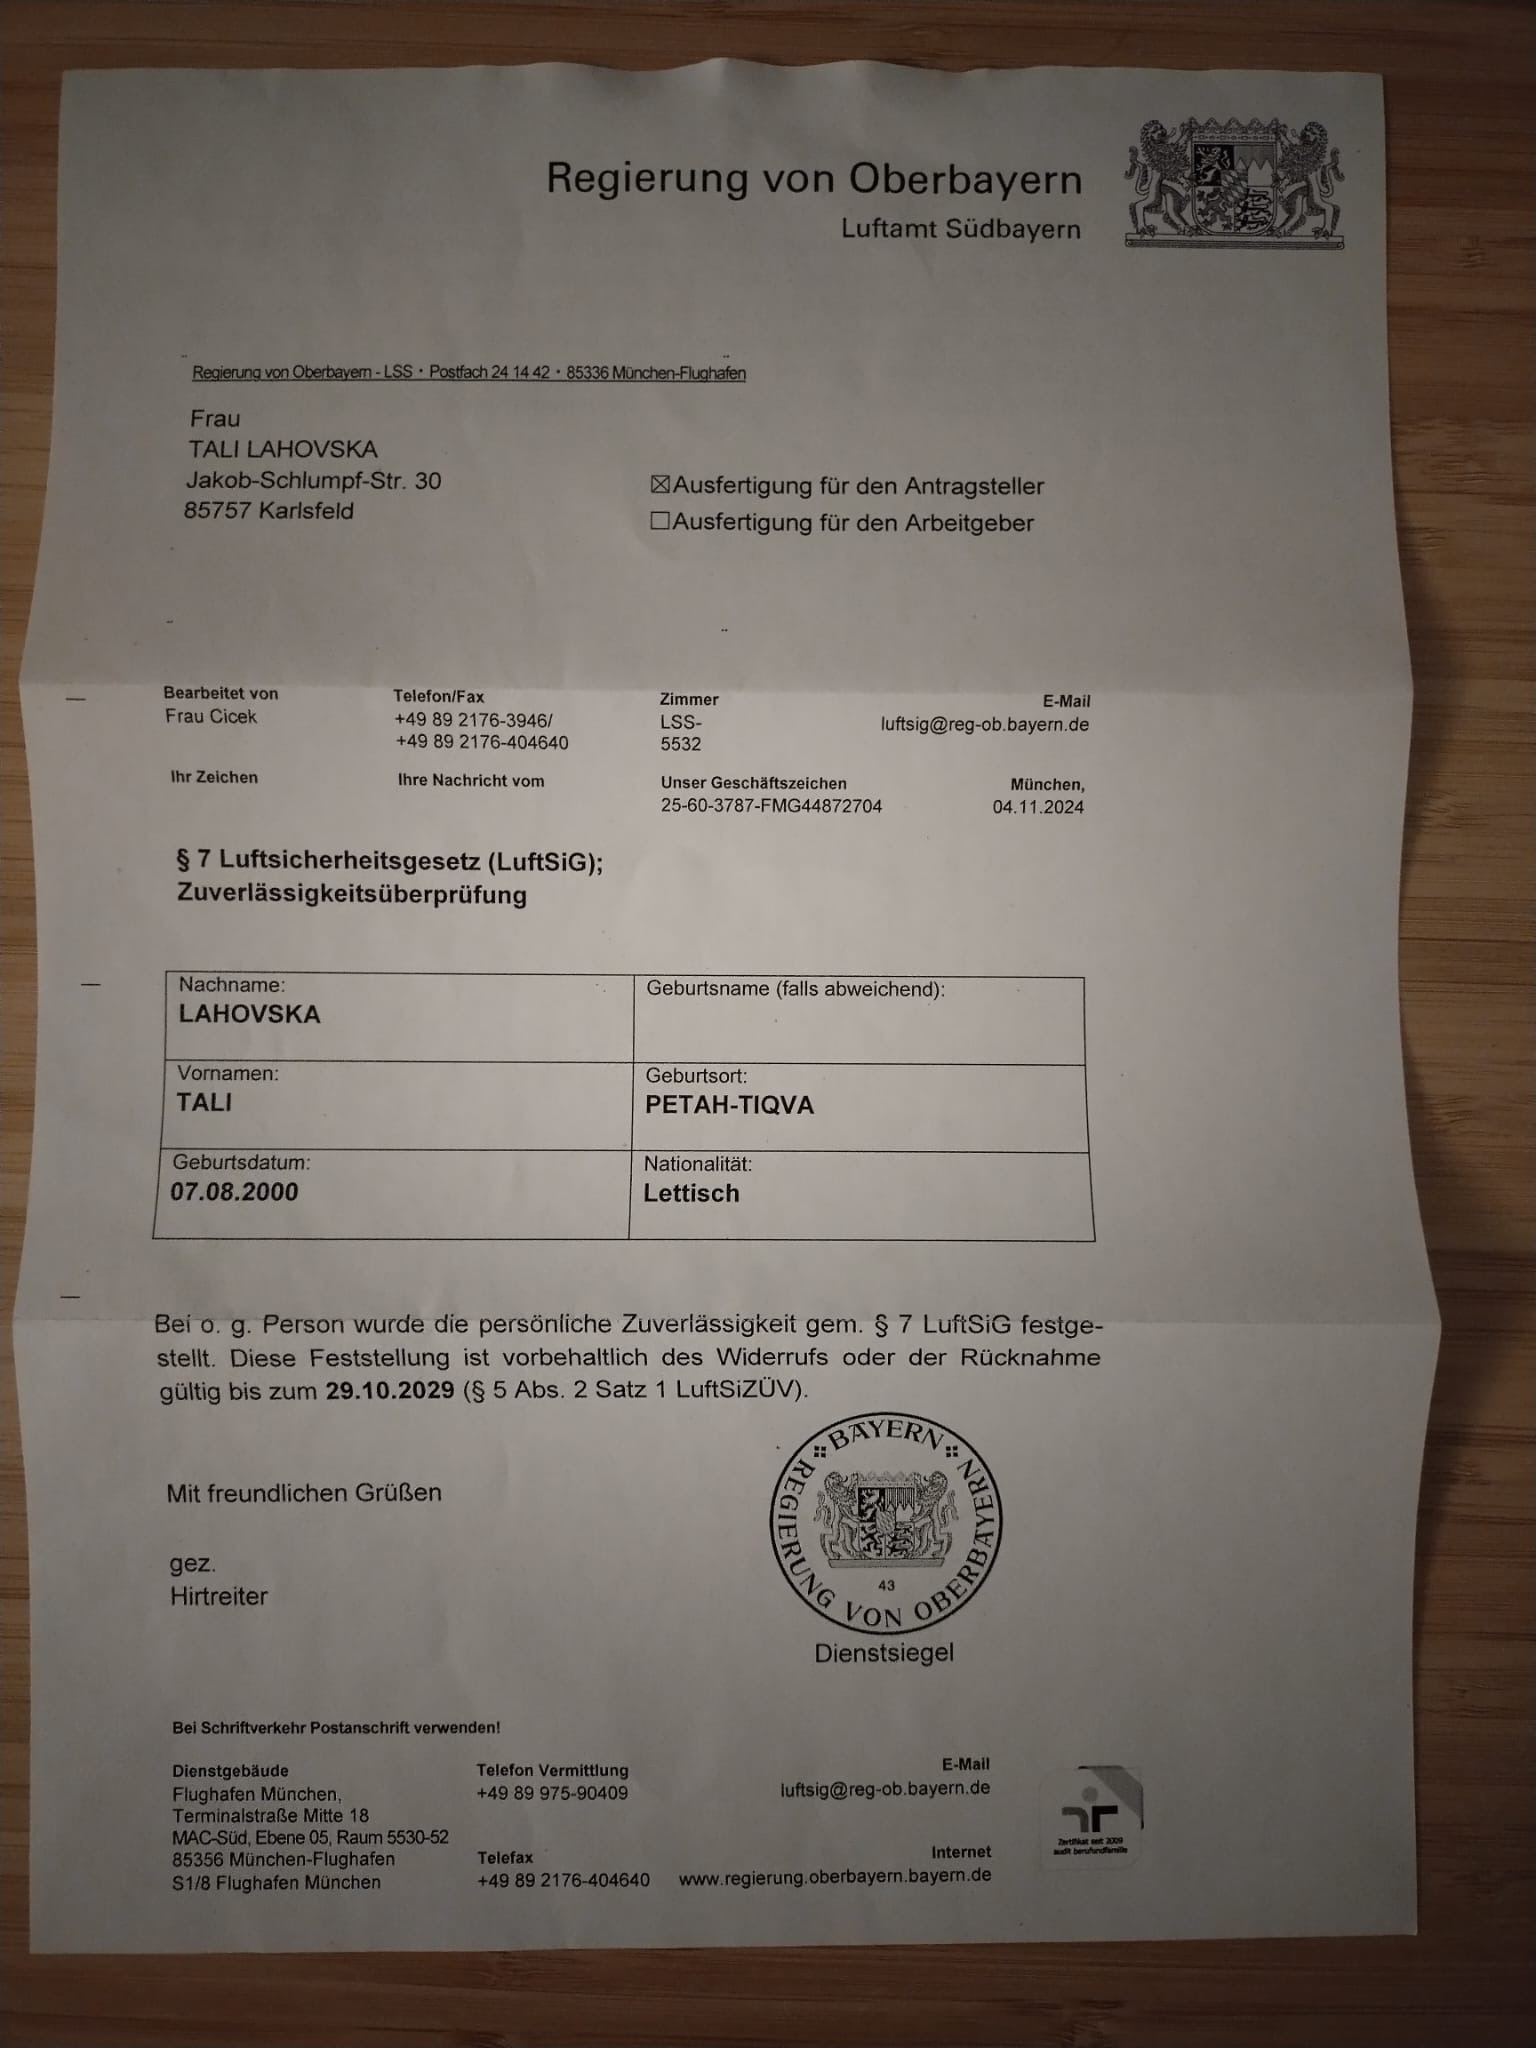 Regierung von Oberbayern
Luftamt Südbayern
Regierung von Oberbayern - LSS · Postfach 24 14 42 · 85336 München-Flughafen
Frau
TALI LAHOVSKA
Jakob-Schlumpf-Str. 30
85757 Karlsfeld
☒Ausfertigung für den Antragsteller
☐Ausfertigung für den Arbeitgeber
Bearbeitet von Telefon/Fax Zimmer E-Mail
Frau Cicek +49 89 2176-3946/ LSS- luftsig@reg-ob.bayern.de
+49 89 2176-404640 5532
Ihr Zeichen Ihre Nachricht vom Unser Geschäftszeichen München,
25-60-3787-FMG44872704 04.11.2024
§ 7 Luftsicherheitsgesetz (LuftSiG);
Zuverlässigkeitsüberprüfung
Nachname: Geburtsname (falls abweichend):
LAHOVSKA
Vornamen: Geburtsort:
TALI PETAH-TIQVA
Geburtsdatum: Nationalität:
07.08.2000 Lettisch
Bei o. g. Person wurde die persönliche Zuverlässigkeit gem. § 7 LuftSiG festge-
stellt. Diese Feststellung ist vorbehaltlich des Widerrufs oder der Rücknahme
gültig bis zum 29.10.2029 (§ 5 Abs. 2 Satz 1 LuftSiZÜV).
Mit freundlichen Grüßen
gez.
Hirtreiter
BAYERN
REGIERUNG VON OBERBAYERN
43
Dienstsiegel
Bei Schriftverkehr Postanschrift verwenden!
Dienstgebäude Telefon Vermittlung E-Mail
Flughafen München, +49 89 975-90409 luftsig@reg-ob.bayern.de
Terminalstraße Mitte 18
MAC-Süd, Ebene 05, Raum 5530-52
85356 München-Flughafen Telefax Internet
S1/8 Flughafen München +49 89 2176-404640 www.regierung.oberbayern.bayern.de
Zertifikat seit 2009
audit berufundfamilie